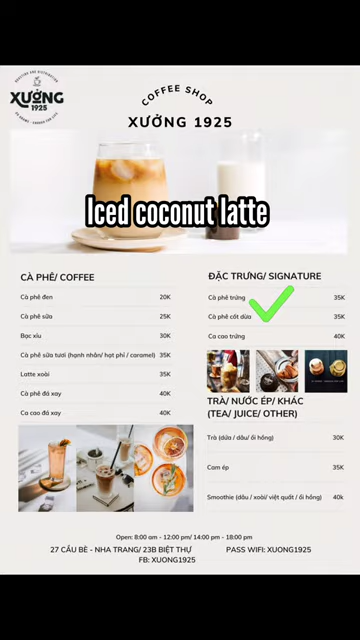 ROASTING AND DISTRIBUTION
XƯỞNG
1925
COFFEE SHOP
XƯỞNG 1925
Iced coconut latte
CÀ PHÊ/ COFFEE
Cà phê đen 20K
Cà phê sữa 25K
Bạc xỉu 30K
Cà phê sữa tươi (hạnh nhân/ hạt phỉ / caramel) 35K
Latte xoài 35K
Cà phê đá xay 40K
Ca cao đá xay 40K
ĐẶC TRƯNG/ SIGNATURE
Cà phê trứng 35K
Cà phê cốt dừa 35K
Ca cao trứng 40K
TRÀ/ NƯỚC ÉP/ KHÁC
(TEA/ JUICE/ OTHER)
Trà (dứa / dâu/ ổi hồng) 30K
Cam ép 35K
Smoothie (dâu / xoài/ việt quất / ổi hồng) 40k
Open: 8:00 am - 12:00 pm/ 14:00 pm - 18:00 pm
27 CẦU BÈ - NHA TRANG/ 23B BIỆT THỰ PASS WIFI: XUONG1925
FB: XUONG1925